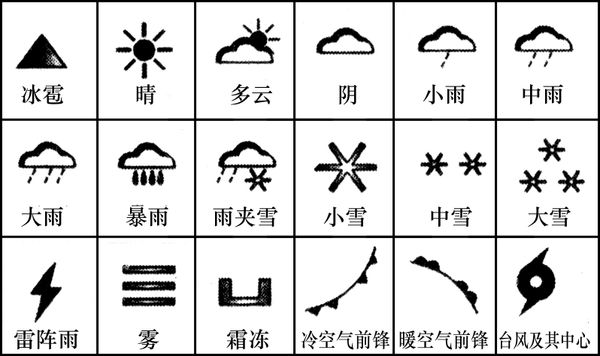 冰雹 晴 多云 阴 小雨 中雨
大雨 暴雨 雨夹雪 小雪 中雪 大雪
雷阵雨 雾 霜冻 冷空气前锋 暖空气前锋 台风及其中心